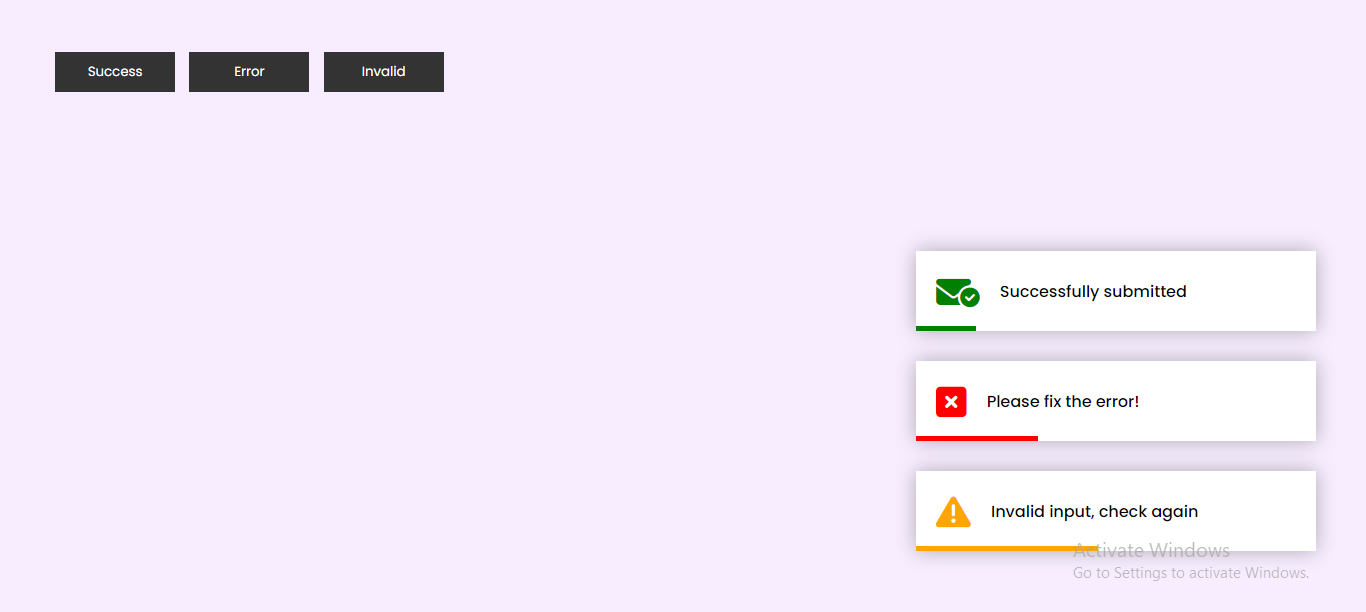 Success
Error
Invalid
Successfully submitted
Please fix the error!
Invalid input, check again
Activate Windows
Go to Settings to activate Windows.